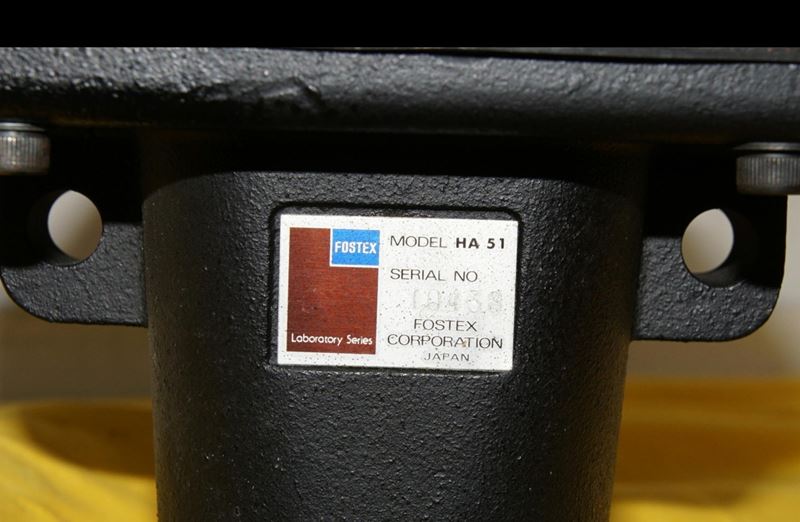 FOSTEX
MODEL HA 51
SERIAL NO
Laboratory Series
FOSTEX
CORPORATION
JAPAN